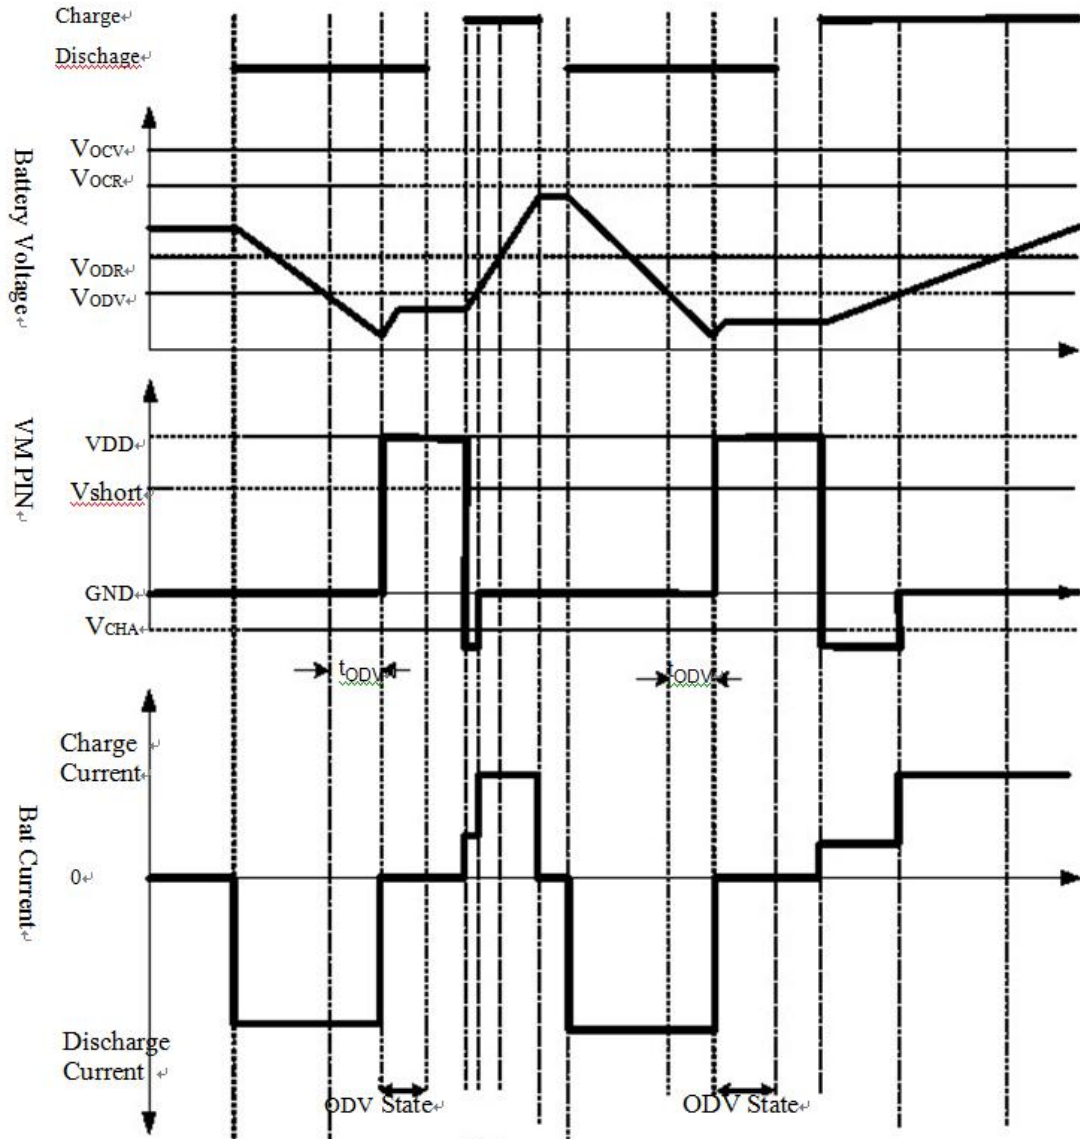 Charge
Dischage
Battery Voltage
VOCV
VOCR
VODR
VODV
VM PIN
VDD
Vshort
GND
VCHA
tODV
tODV
Bat Current
Charge
Current
0
Discharge
Current
ODV State
ODV State